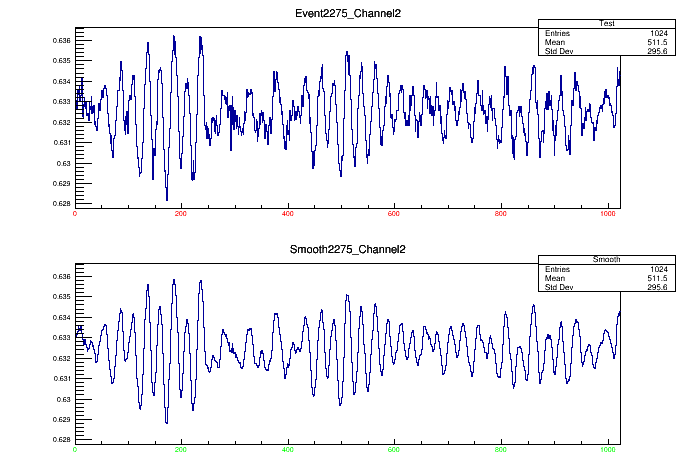 Event2275_Channel2
Test
Entries 1024
Mean 511.5
Std Dev 295.6
0.636
0.635
0.634
0.633
0.632
0.631
0.63
0.629
0.628
0 200 400 600 800 1000
Smooth2275_Channel2
Smooth
Entries 1024
Mean 511.5
Std Dev 295.6
0.636
0.635
0.634
0.633
0.632
0.631
0.63
0.629
0.628
0 200 400 600 800 1000